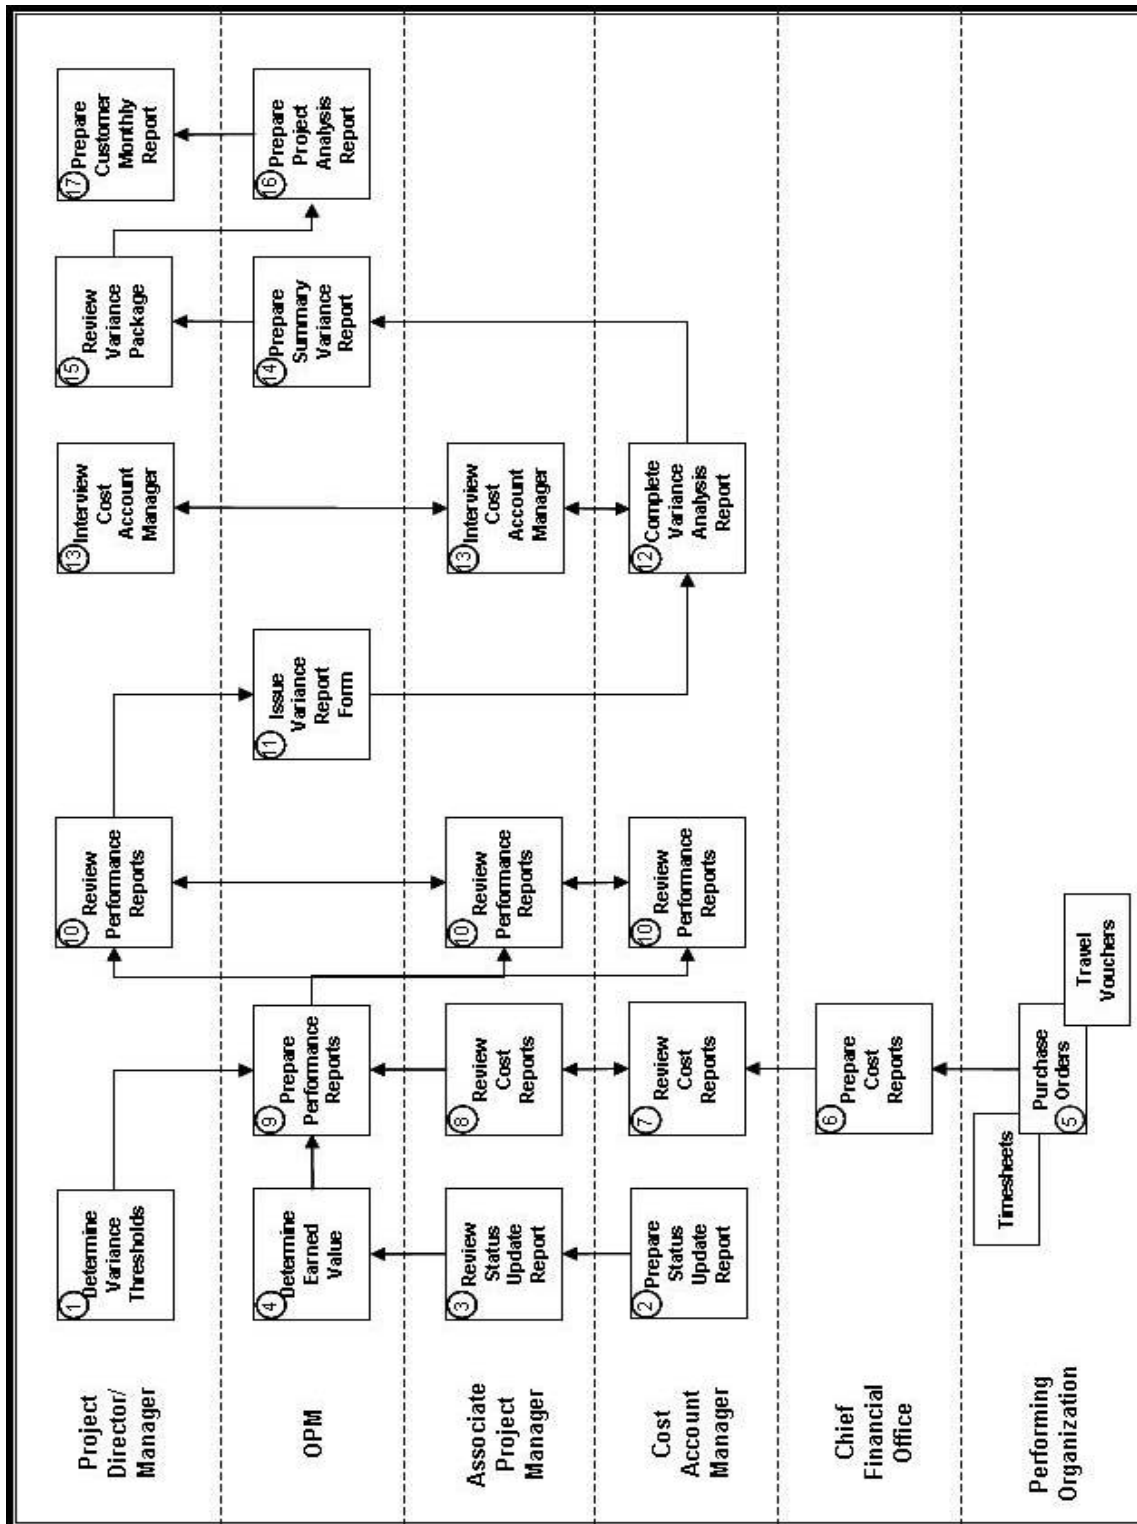 Project
Director/
Manager
1
Determine
Variance
Thresholds
10
Review
Performance
Reports
13
Interview
Cost
Account
Manager
15
Review
Variance
Package
17
Prepare
Customer
Monthly
Report
OPM
4
Determine
Earned
Value
9
Prepare
Performance
Reports
11
Issue
Variance
Report
Form
14
Prepare
Summary
Variance
Report
16
Prepare
Project
Analysis
Report
Associate
Project
Manager
3
Review
Status
Update
Report
8
Review
Cost
Reports
10
Review
Performance
Reports
13
Interview
Cost
Account
Manager
Cost
Account
Manager
2
Prepare
Status
Update
Report
7
Review
Cost
Reports
10
Review
Performance
Reports
12
Complete
Variance
Analysis
Report
Chief
Financial
Office
6
Prepare
Cost
Reports
Performing
Organization
Timesheets
5
Purchase
Orders
Travel
Vouchers